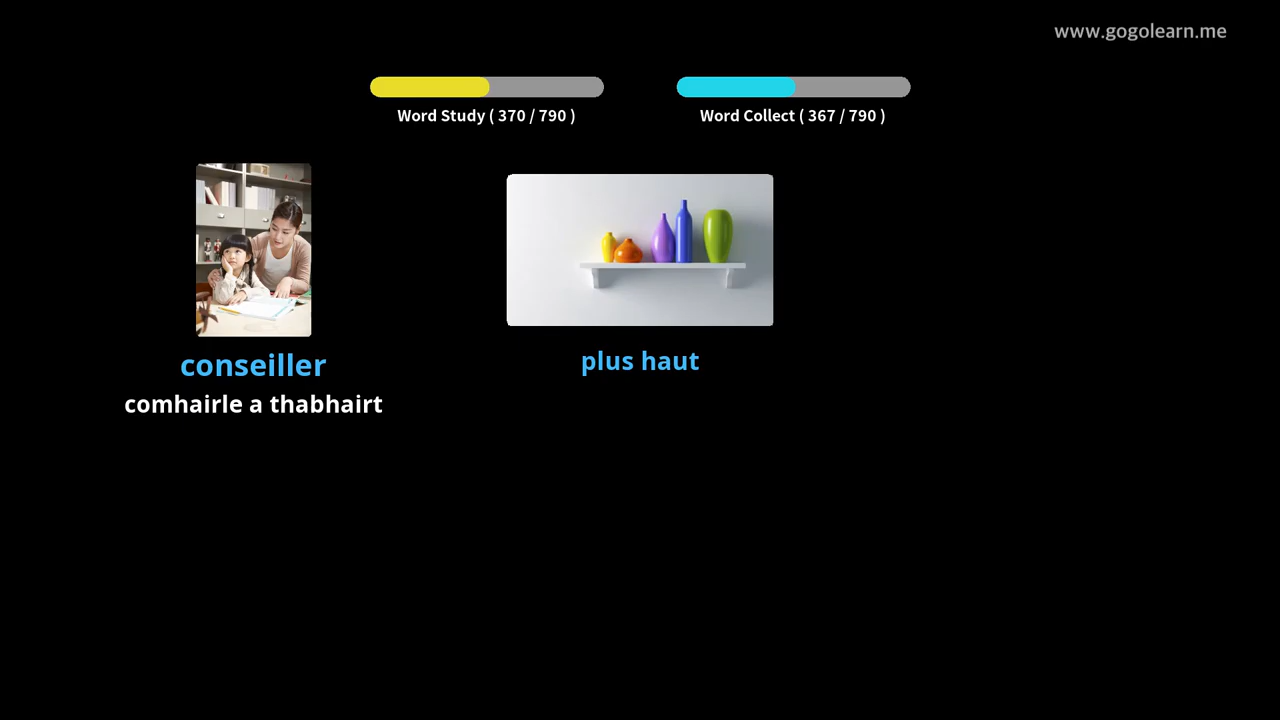 www.gogolearn.me
Word Study ( 370 / 790 )
Word Collect ( 367 / 790 )
conseiller
comhairle a thabhairt
plus haut